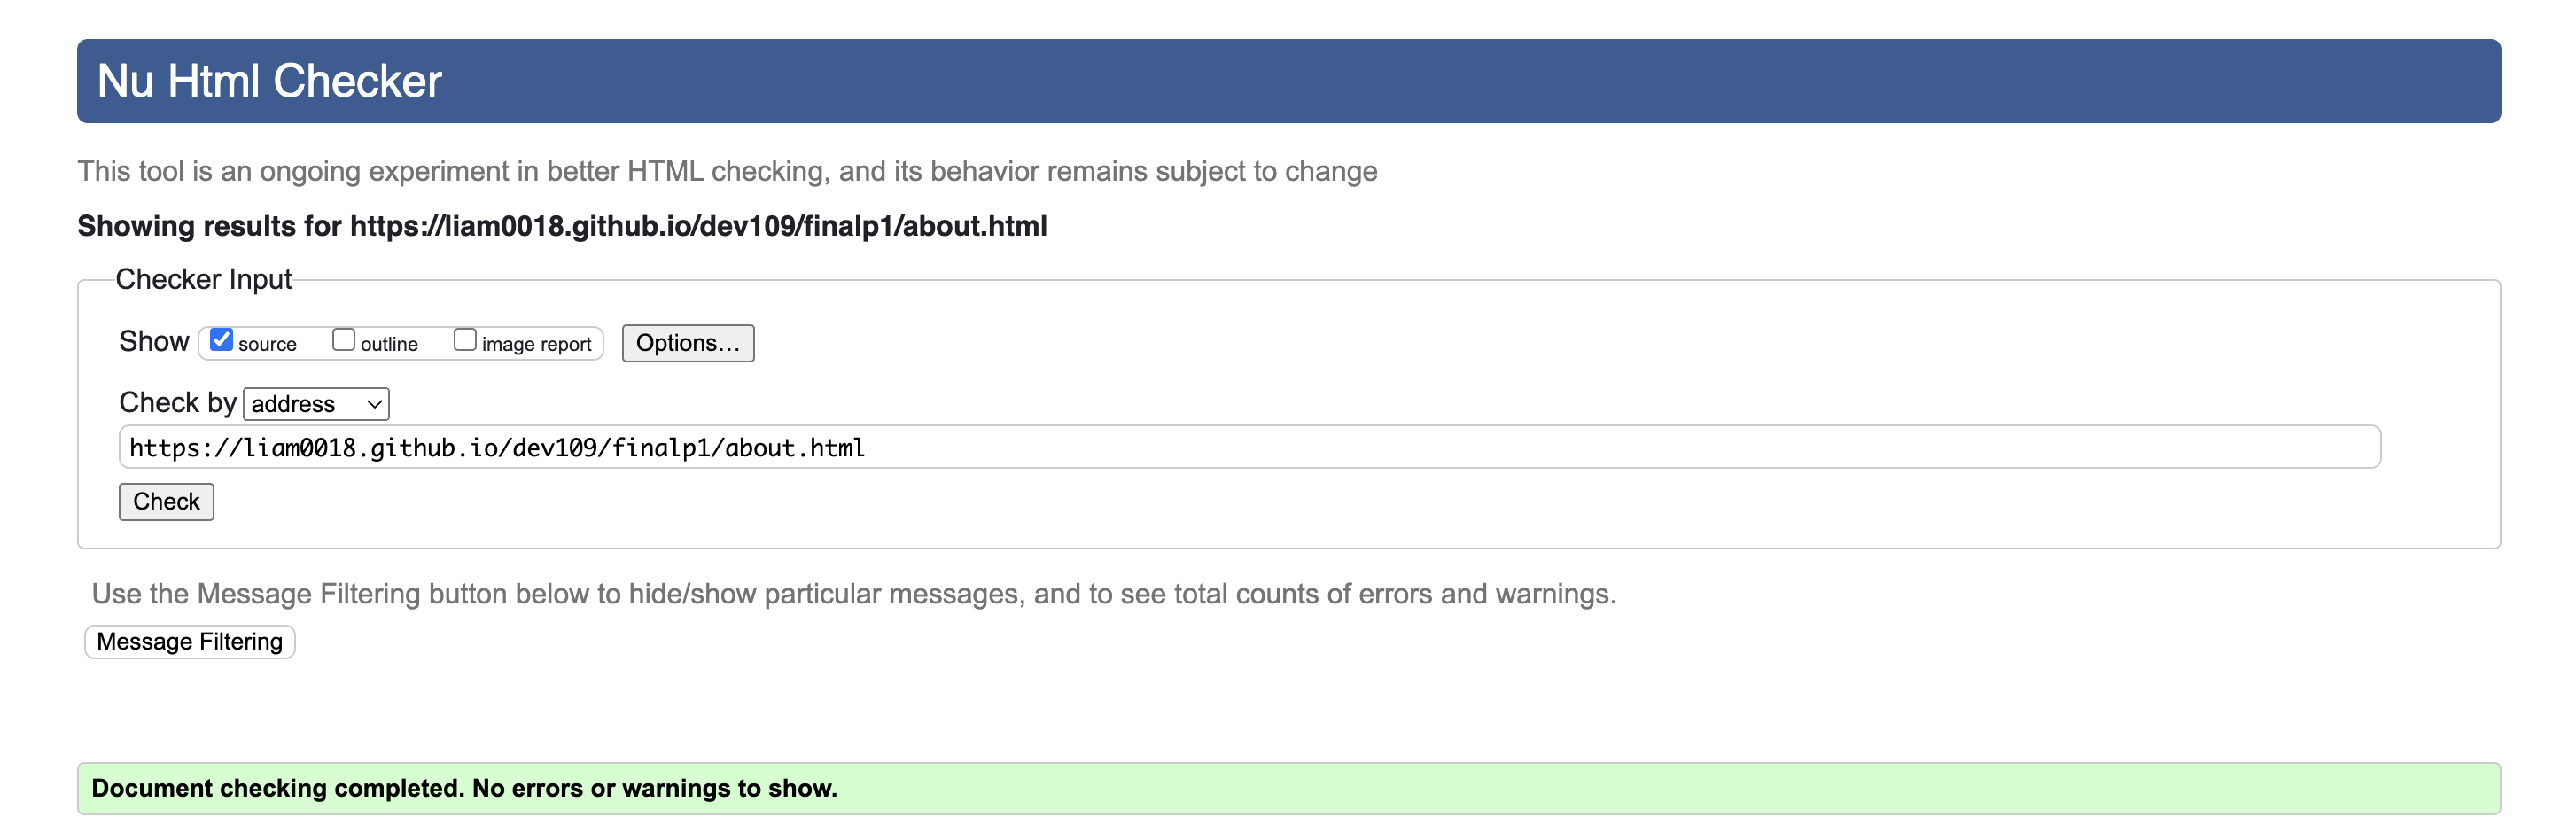 Nu Html Checker
This tool is an ongoing experiment in better HTML checking, and its behavior remains subject to change
Showing results for https://liam0018.github.io/dev109/finalp1/about.html
Checker Input
Show source outline image report Options...
Check by address
https://liam0018.github.io/dev109/finalp1/about.html
Check
Use the Message Filtering button below to hide/show particular messages, and to see total counts of errors and warnings.
Message Filtering
Document checking completed. No errors or warnings to show.